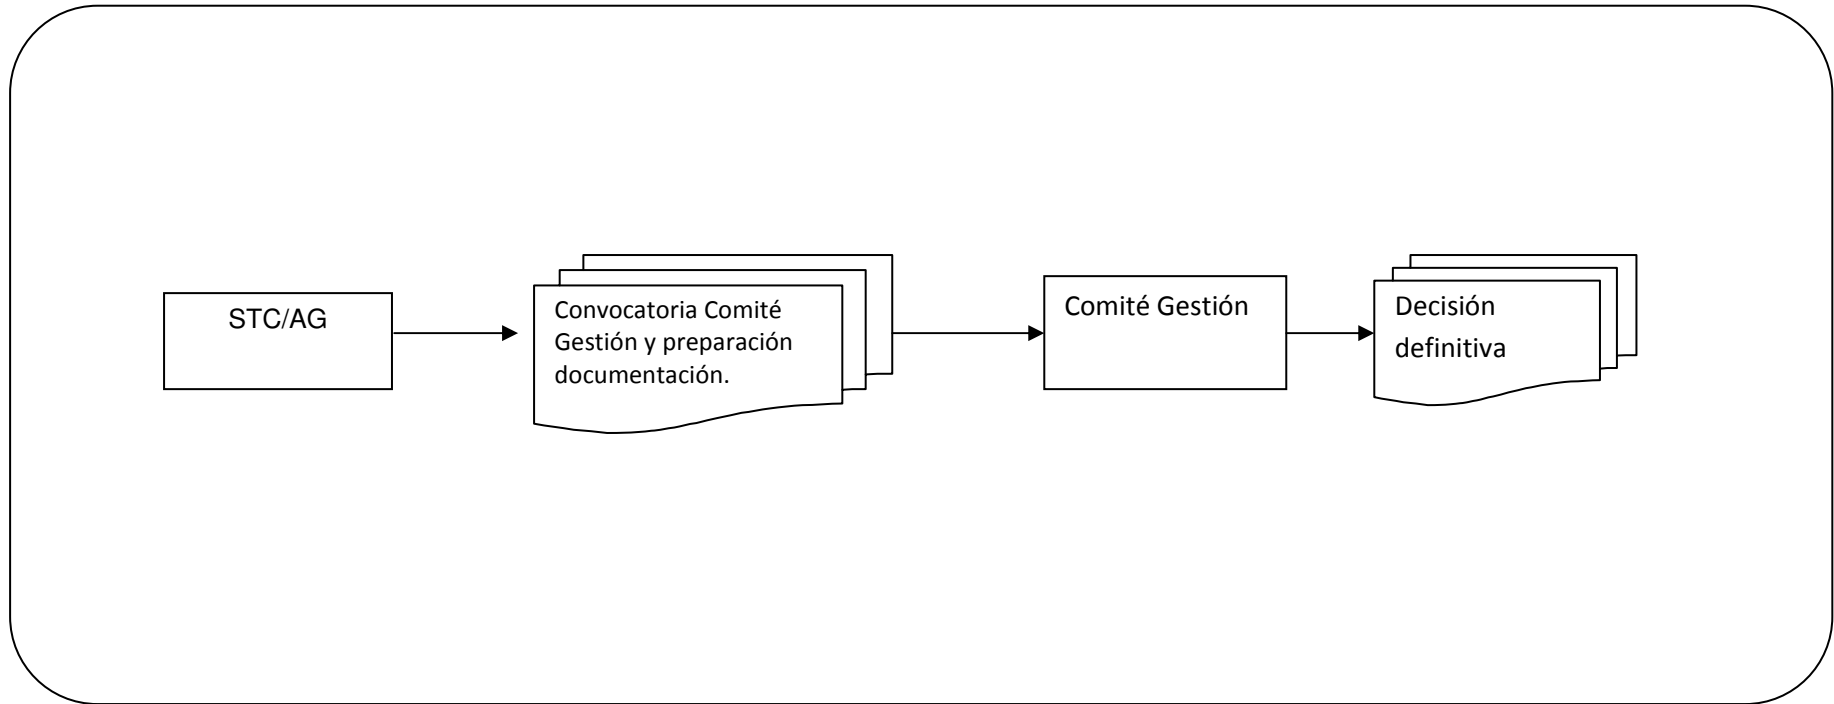 STC/AG
Convocatoria Comité
Gestión y preparación
documentación.
Comité Gestión
Decisión
definitiva